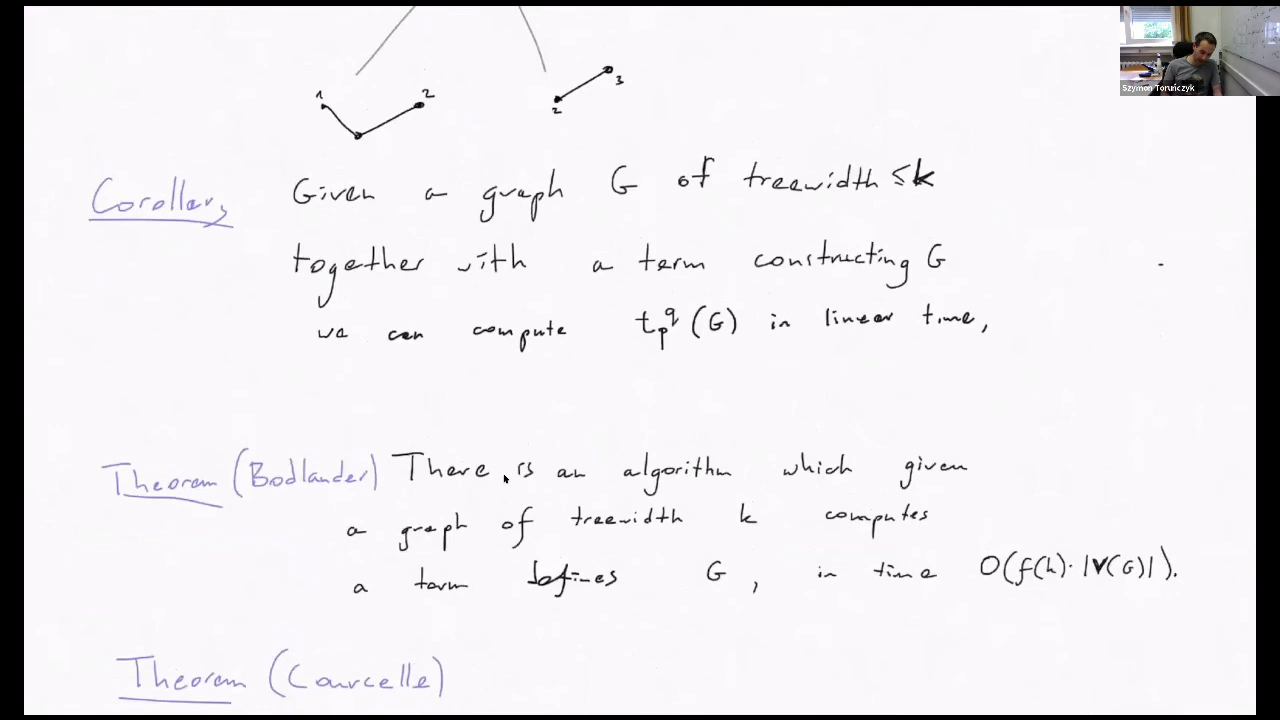 Szymon Toruńczyk
1 2
2 3
Corollary Given a graph G of treewidth ≤k
together with a term constructing G
we can compute tp^q(G) in linear time,
Theorem (Bodlander) There is an algorithm which given
a graph of treewidth k computes
a term defines G, in time O(f(k)·|V(G)|).
Theorem (Courcelle)